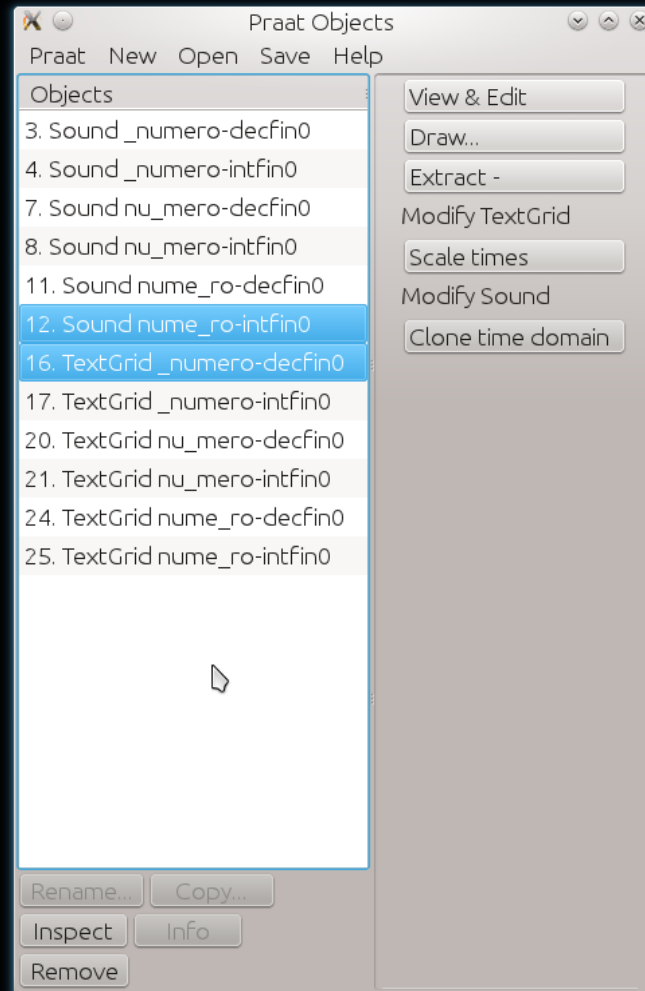 Praat Objects
Praat New Open Save Help
Objects
3. Sound _numero-decfin0
4. Sound _numero-intfin0
7. Sound nu_mero-decfin0
8. Sound nu_mero-intfin0
11. Sound nume_ro-decfin0
12. Sound nume_ro-intfin0
16. TextGrid _numero-decfin0
17. TextGrid _numero-intfin0
20. TextGrid nu_mero-decfin0
21. TextGrid nu_mero-intfin0
24. TextGrid nume_ro-decfin0
25. TextGrid nume_ro-intfin0
Rename... Copy...
Inspect Info
Remove
View & Edit
Draw...
Extract -
Modify TextGrid
Scale times
Modify Sound
Clone time domain